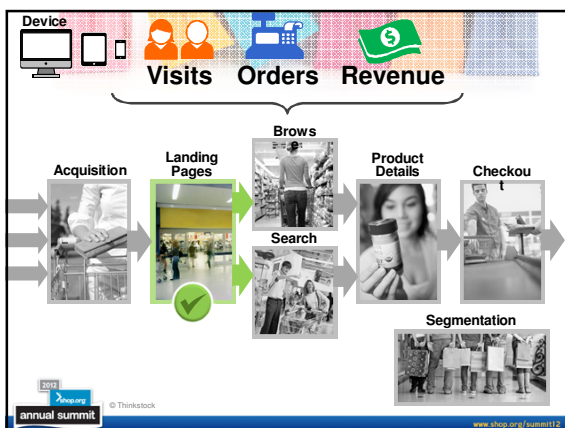 Device
Visits Orders Revenue
$
Acquisition
Landing
Pages
Brows
e
Search
Product
Details
Checkou
t
Segmentation
2012
shop.org
annual summit
© Thinkstock
www.shop.org/summit12